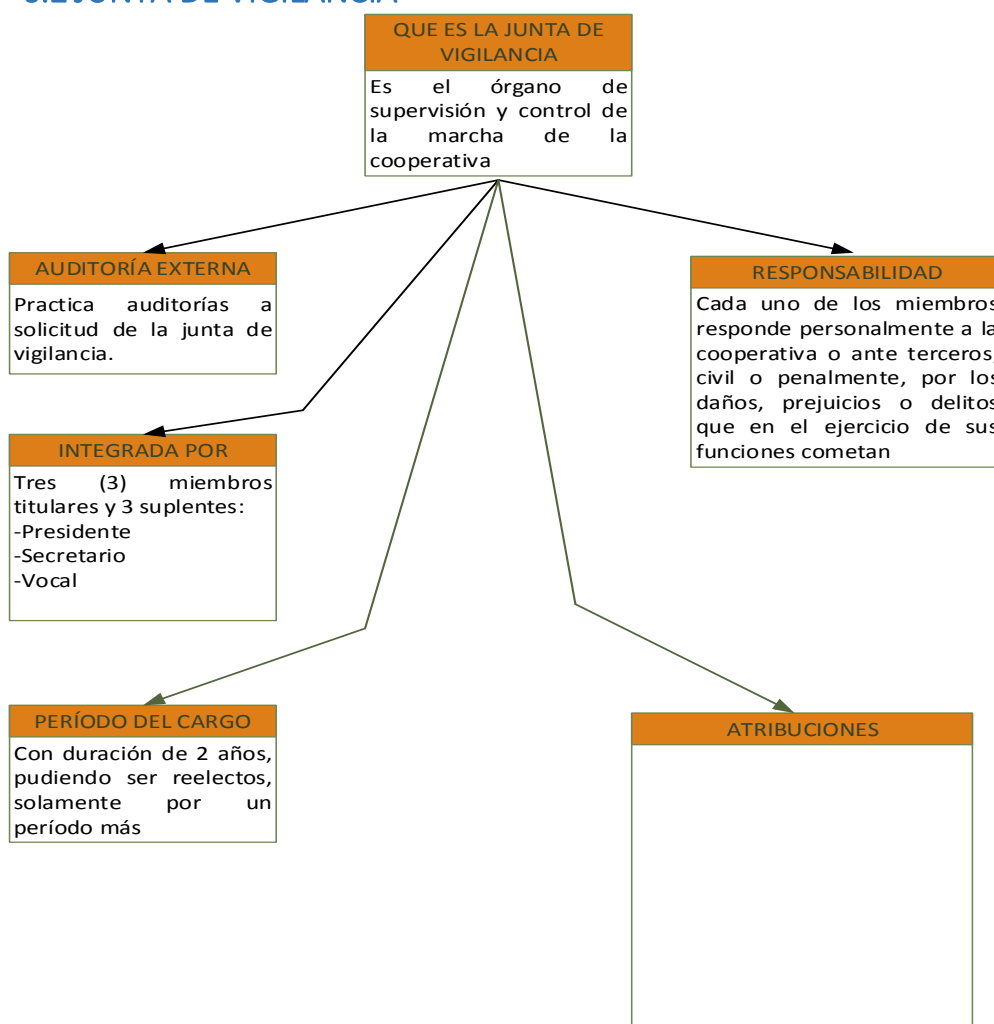 JUNTA DE VIGILANCIA
QUE ES LA JUNTA DE
VIGILANCIA
Es el órgano de
supervisión y control de
la marcha de la
cooperativa
AUDITORÍA EXTERNA
Practica auditorías a
solicitud de la junta de
vigilancia.
RESPONSABILIDAD
Cada uno de los miembros
responde personalmente a la
cooperativa o ante terceros,
civil o penalmente, por los
daños, prejuicios o delitos
que en el ejercicio de sus
funciones cometan
INTEGRADA POR
Tres (3) miembros
titulares y 3 suplentes:
-Presidente
-Secretario
-Vocal
PERÍODO DEL CARGO
Con duración de 2 años,
pudiendo ser reelectos,
solamente por un
período más
ATRIBUCIONES